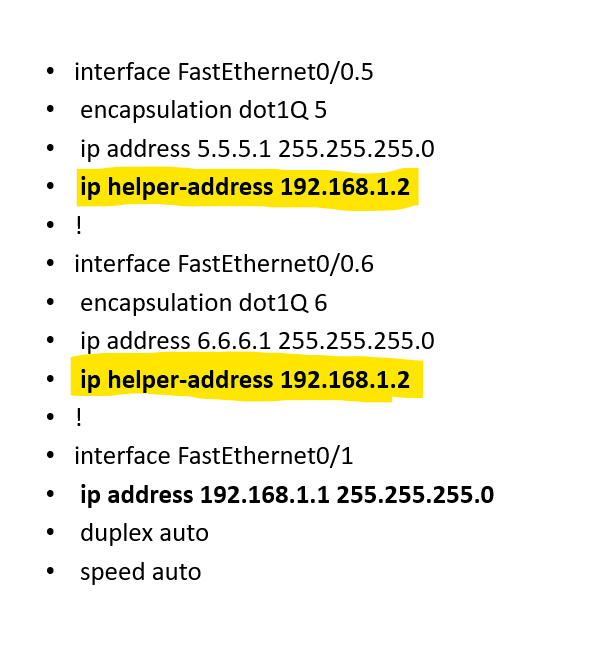 • interface FastEthernet0/0.5
• encapsulation dot1Q 5
• ip address 5.5.5.1 255.255.255.0
• ip helper-address 192.168.1.2
• !
• interface FastEthernet0/0.6
• encapsulation dot1Q 6
• ip address 6.6.6.1 255.255.255.0
• ip helper-address 192.168.1.2
• !
• interface FastEthernet0/1
• ip address 192.168.1.1 255.255.255.0
• duplex auto
• speed auto